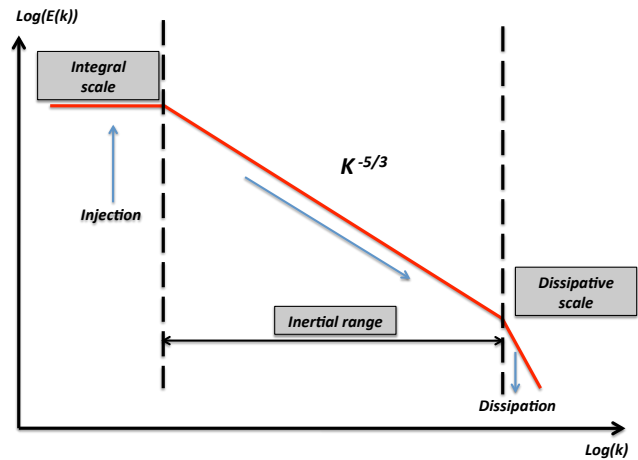 Log(E(k))
Integral
scale
K -5/3
Injection
Dissipative
scale
Inertial range
Dissipation
Log(k)